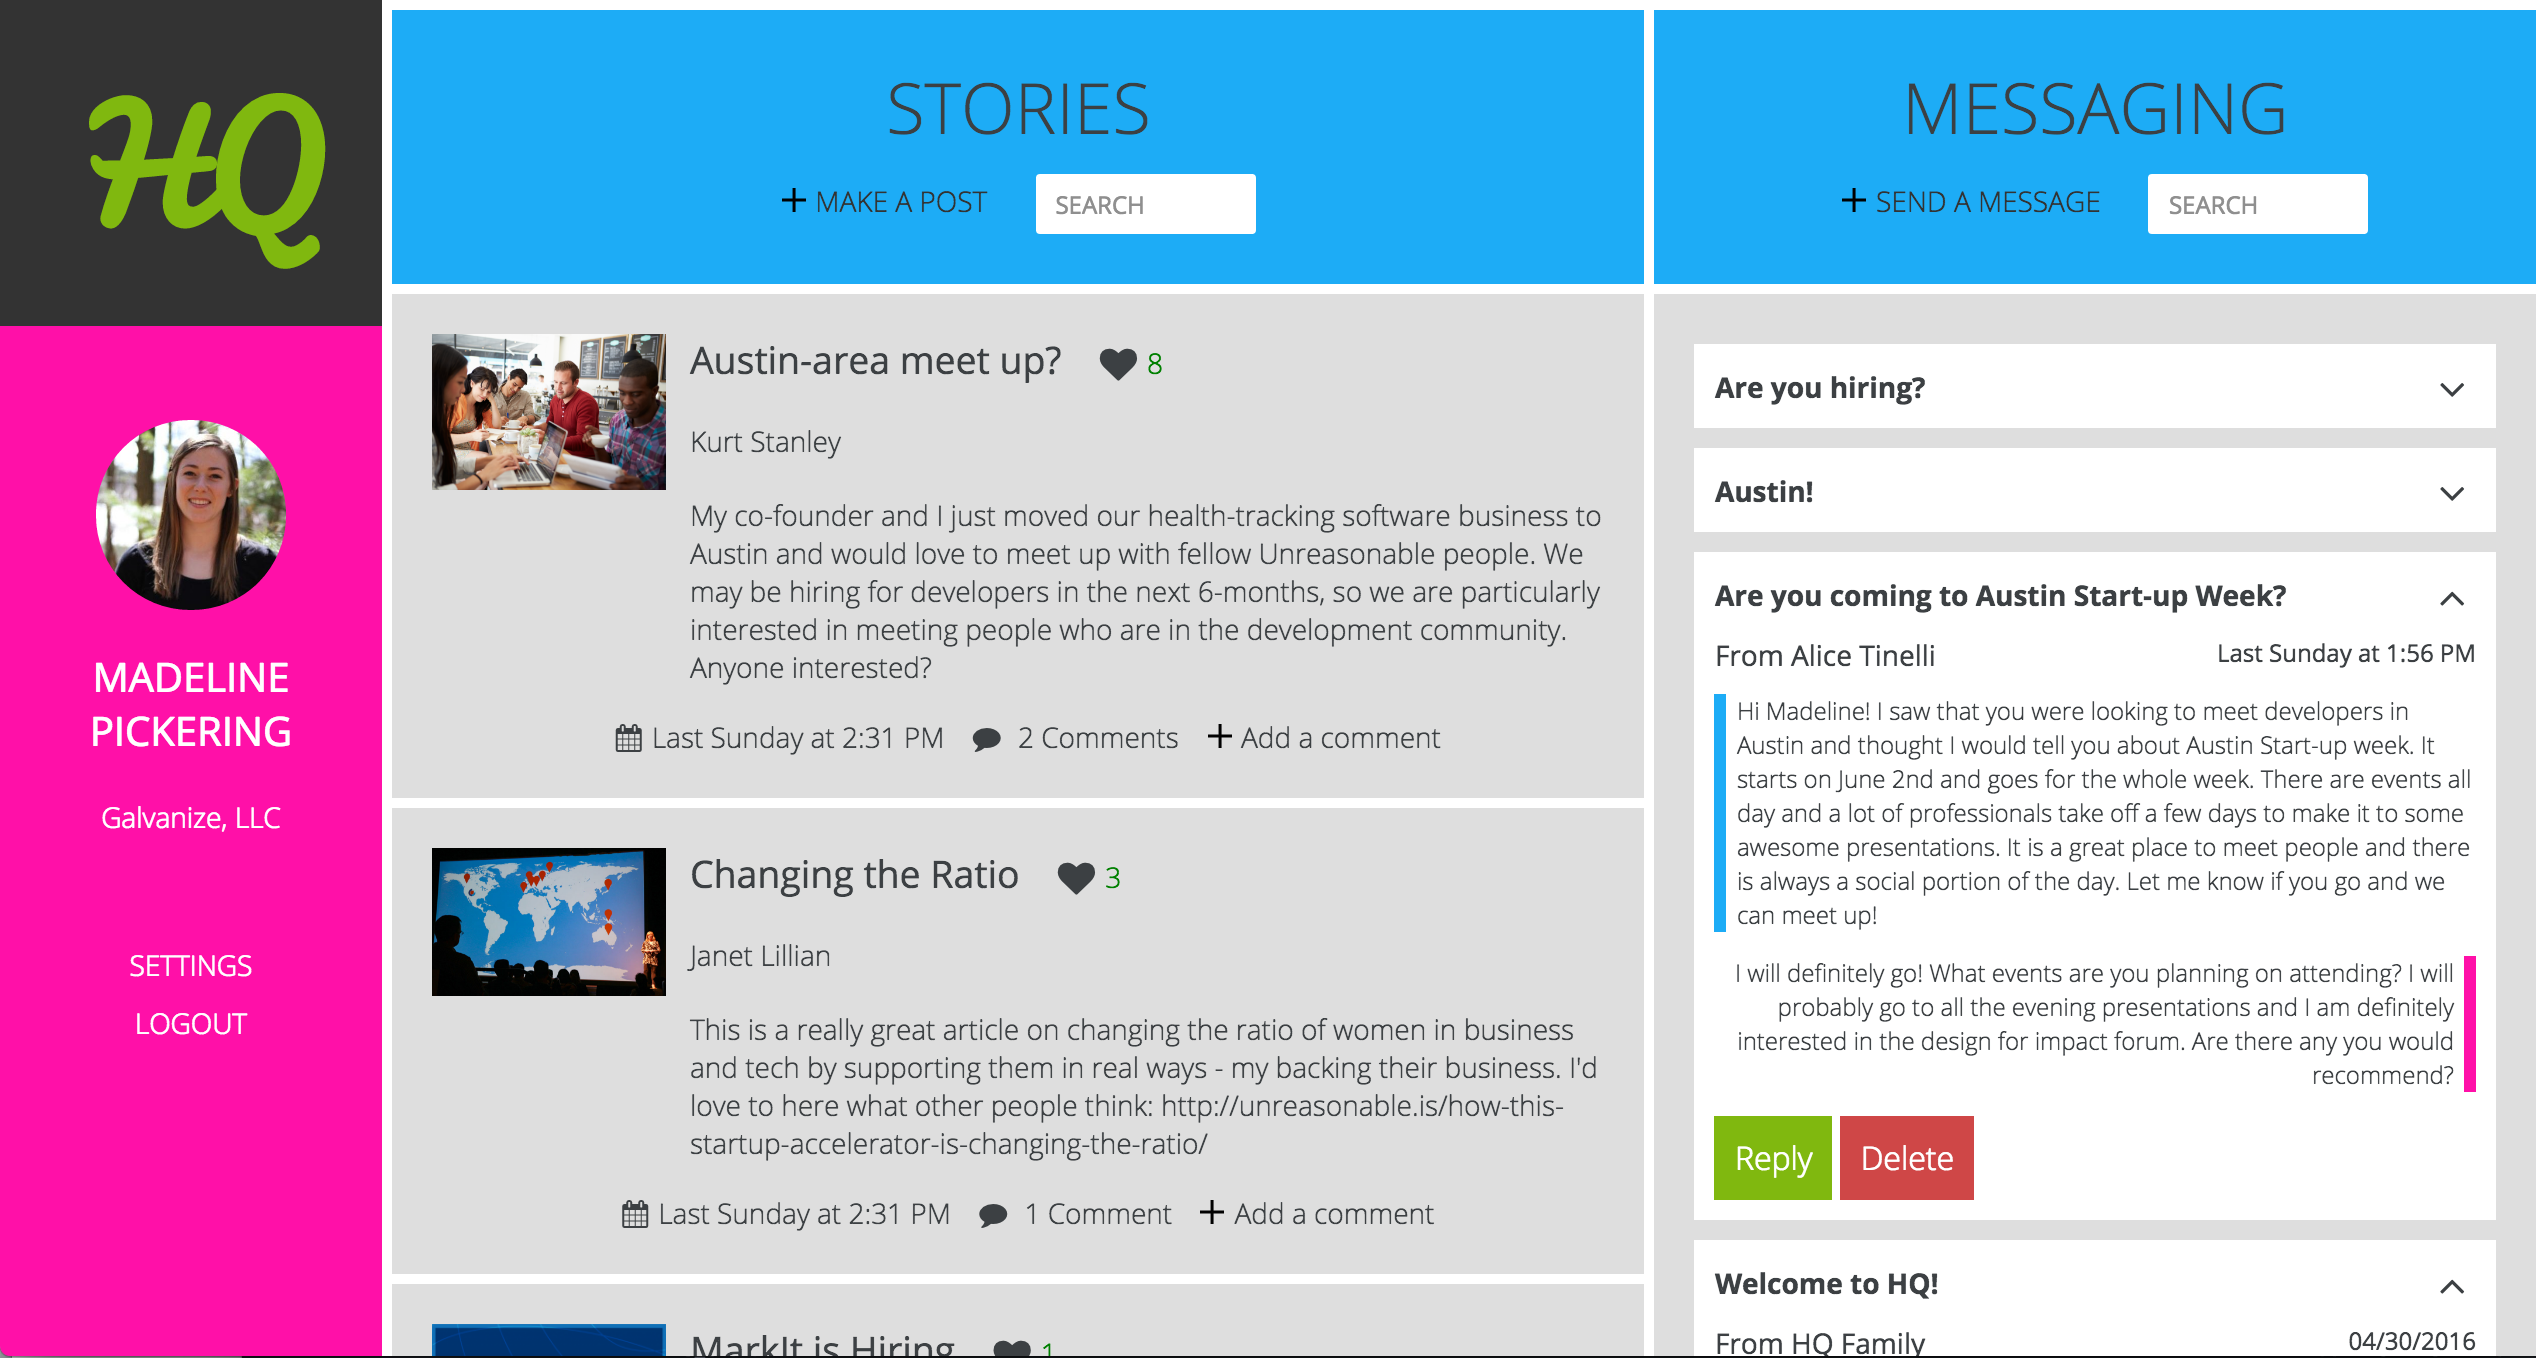 HQ
MADELINE
PICKERING
Galvanize, LLC
SETTINGS
LOGOUT
STORIES
MAKE A POST
SEARCH
Austin-area meet up? 8
Kurt Stanley
My co-founder and I just moved our health-tracking software business to
Austin and would love to meet up with fellow Unreasonable people. We
may be hiring for developers in the next 6-months, so we are particularly
interested in meeting people who are in the development community.
Anyone interested?
Last Sunday at 2:31 PM 2 Comments + Add a comment
Changing the Ratio 3
Janet Lillian
This is a really great article on changing the ratio of women in business
and tech by supporting them in real ways - my backing their business. I'd
love to here what other people think: http://unreasonable.is/how-this-
startup-accelerator-is-changing-the-ratio/
Last Sunday at 2:31 PM 1 Comment + Add a comment
MarkIt is Hiring 1
MESSAGING
+ SEND A MESSAGE
SEARCH
Are you hiring?
Austin!
Are you coming to Austin Start-up Week?
From Alice Tinelli Last Sunday at 1:56 PM
Hi Madeline! I saw that you were looking to meet developers in
Austin and thought I would tell you about Austin Start-up week. It
starts on June 2nd and goes for the whole week. There are events all
day and a lot of professionals take off a few days to make it to some
awesome presentations. It is a great place to meet people and there
is always a social portion of the day. Let me know if you go and we
can meet up!
I will definitely go! What events are you planning on attending? I will
probably go to all the evening presentations and I am definitely
interested in the design for impact forum. Are there any you would
recommend?
Reply Delete
Welcome to HQ!
From HQ Family 04/30/2016